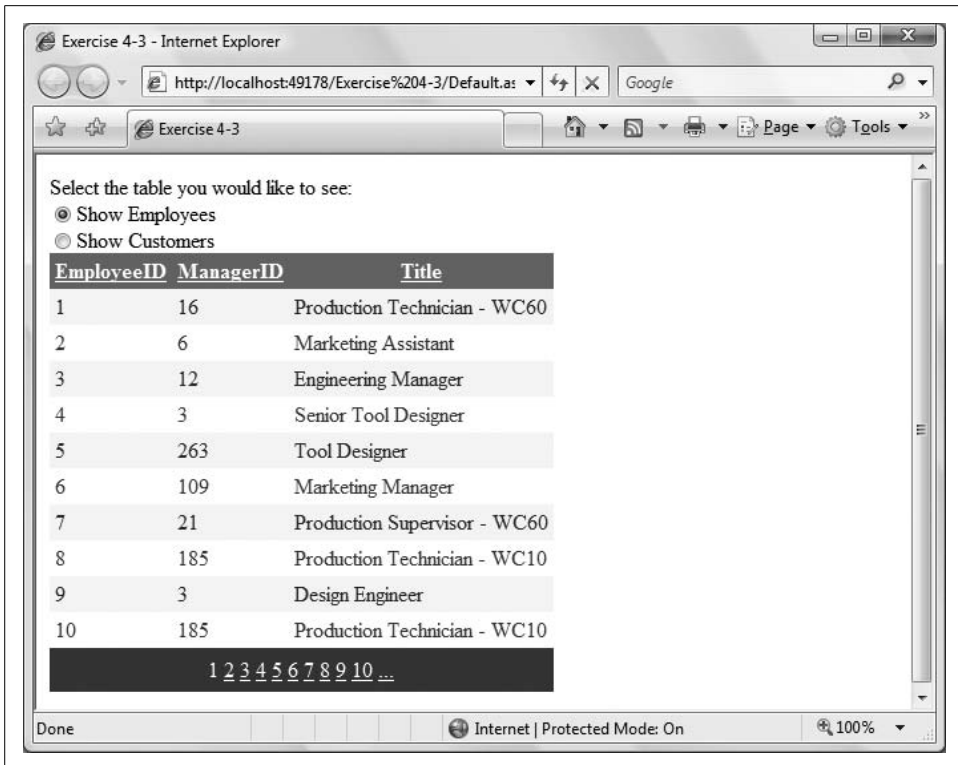 Exercise 4-3 - Internet Explorer
http://localhost:49178/Exercise%204-3/Default.as
Google
Exercise 4-3
Page
Tools
Select the table you would like to see:
Show Employees
Show Customers
EmployeeID ManagerID Title
1 16 Production Technician - WC60
2 6 Marketing Assistant
3 12 Engineering Manager
4 3 Senior Tool Designer
5 263 Tool Designer
6 109 Marketing Manager
7 21 Production Supervisor - WC60
8 185 Production Technician - WC10
9 3 Design Engineer
10 185 Production Technician - WC10
1 2 3 4 5 6 7 8 9 10 ...
Done
Internet | Protected Mode: On
100%